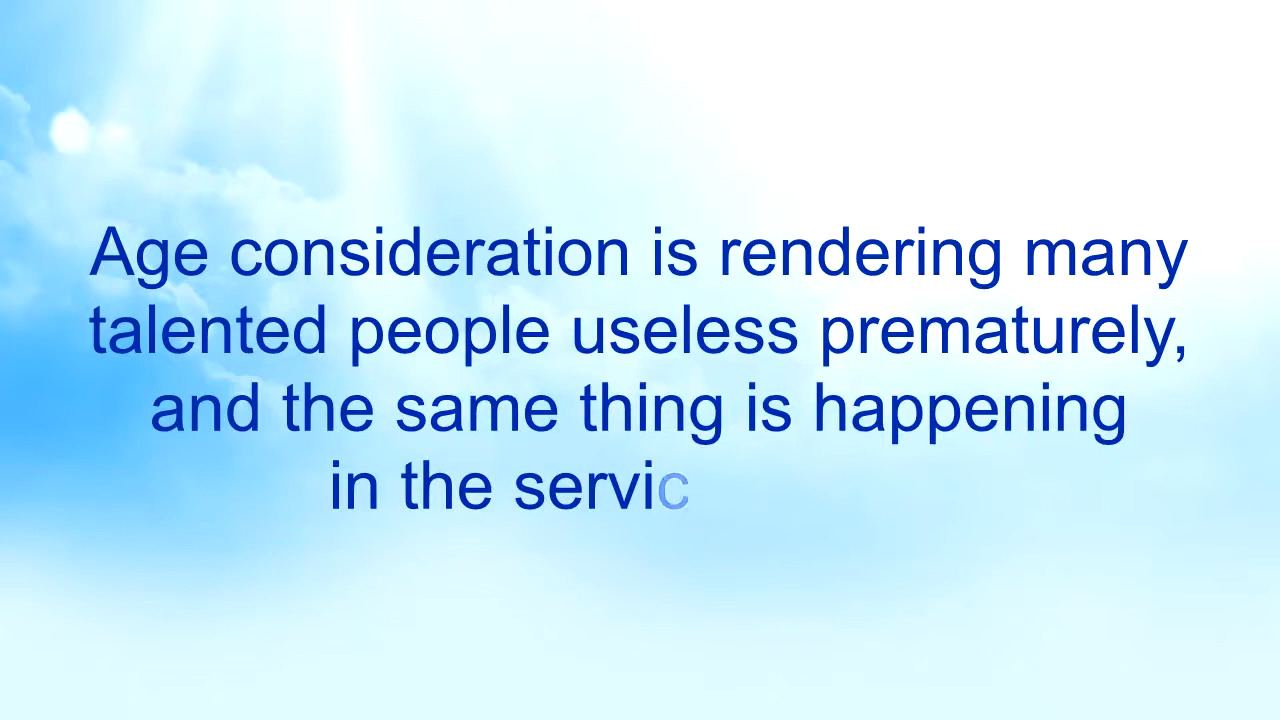 Age consideration is rendering many
talented people useless prematurely,
and the same thing is happening
in the servic